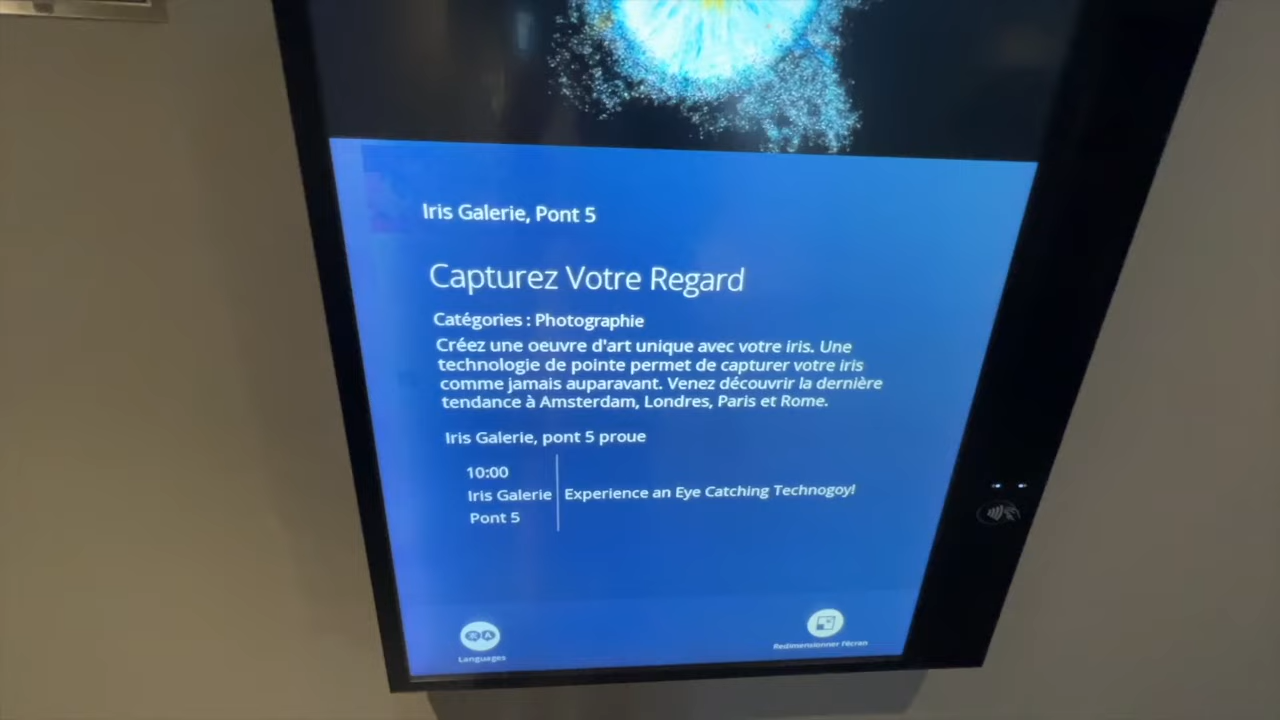 Iris Galerie, Pont 5
Capturez Votre Regard
Catégories : Photographie
Créez une oeuvre d'art unique avec votre iris. Une
technologie de pointe permet de capturer votre iris
comme jamais auparavant. Venez découvrir la dernière
tendance à Amsterdam, Londres, Paris et Rome.
Iris Galerie, pont 5 proue
10:00
Iris Galerie
Pont 5
Experience an Eye Catching Technogoy!
Languages
Redimensionner l'écran